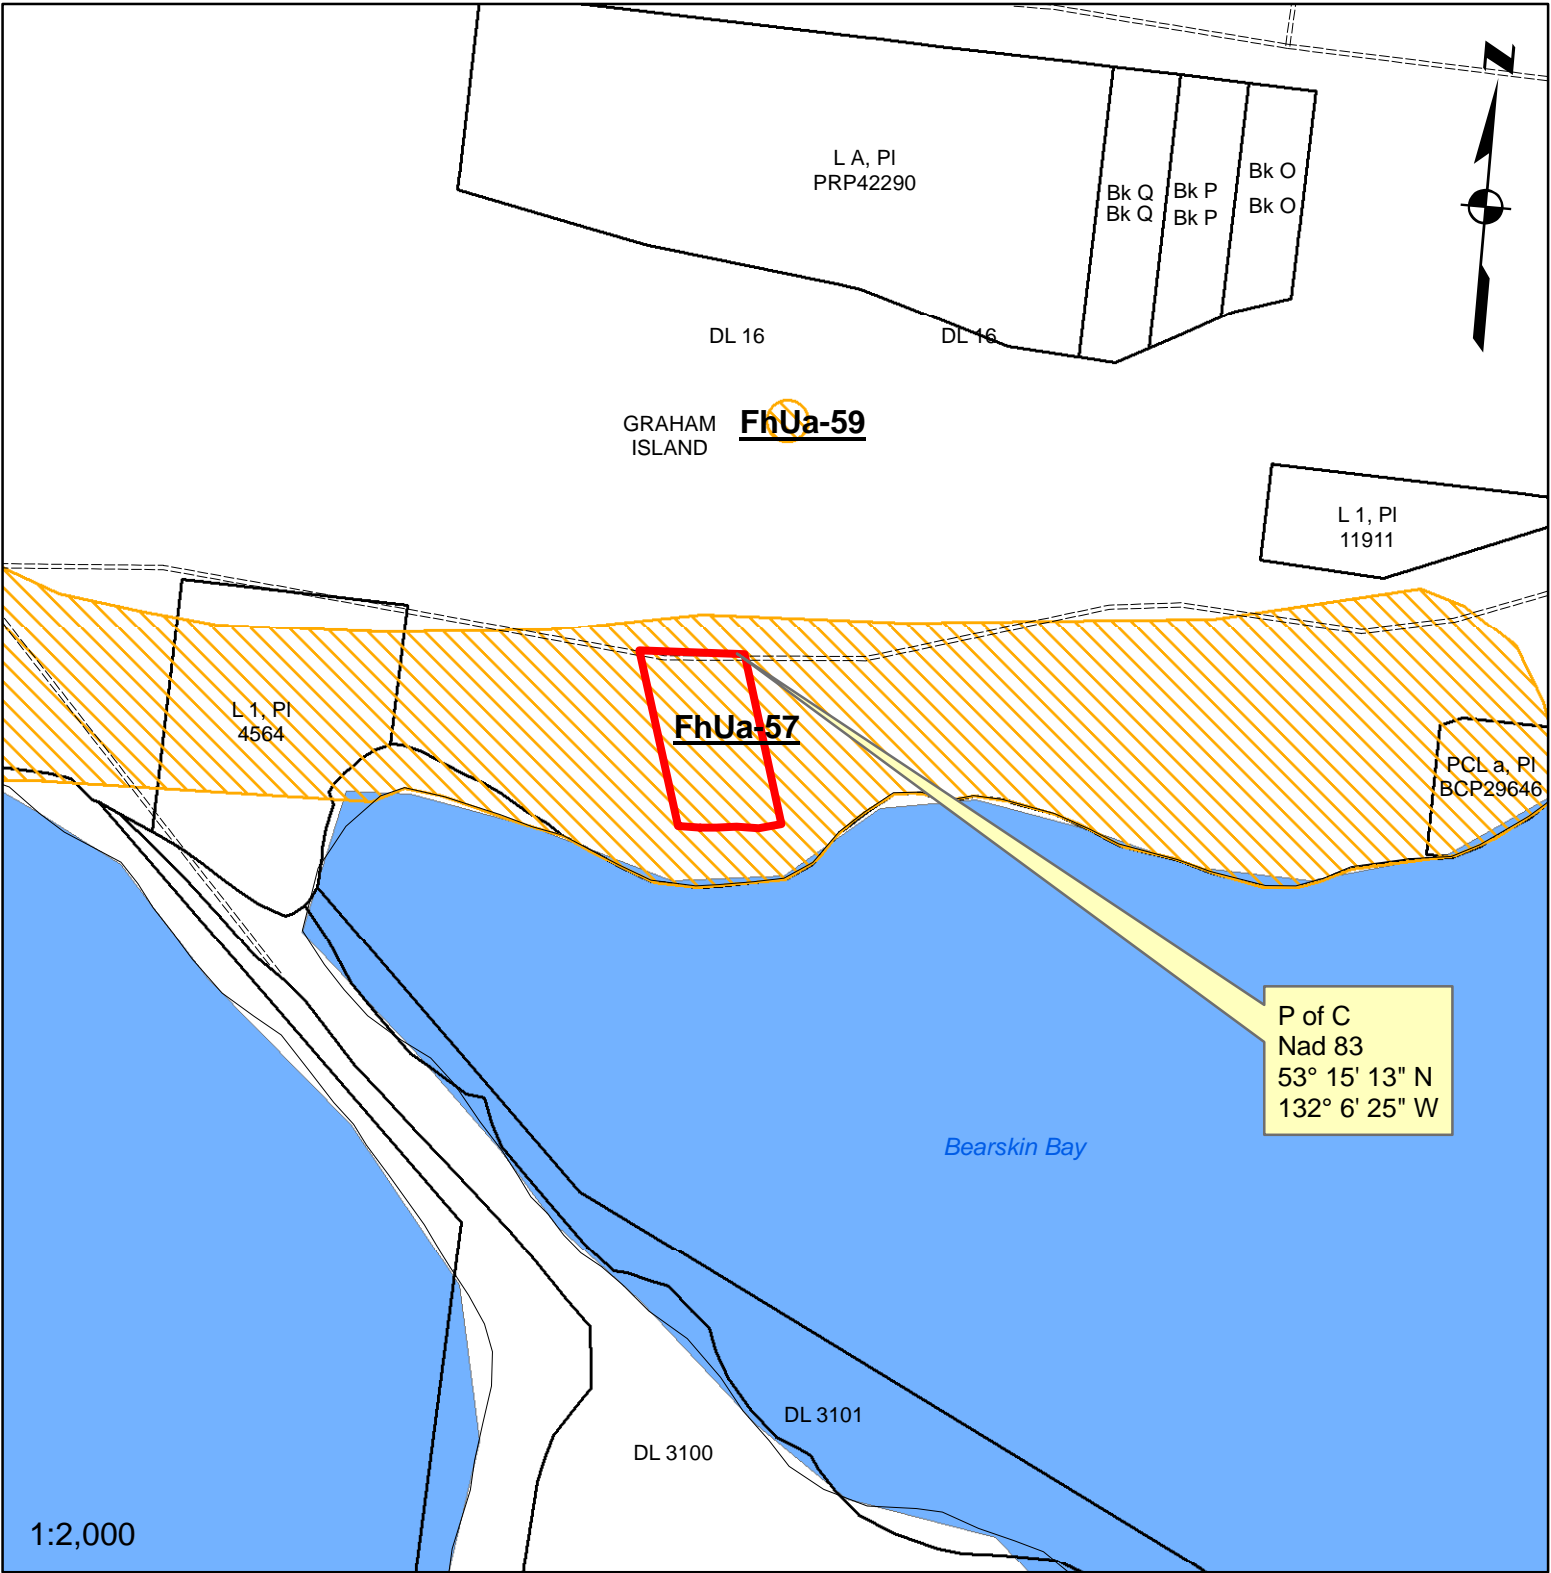 N
L A, Pl
PRP42290
Bk Q
Bk Q
Bk P
Bk P
Bk O
Bk O
DL 16
DL 16
GRAHAM
ISLAND
FhUa-59
L 1, Pl
11911
L 1, Pl
4564
FhUa-57
PCL a, Pl
BCP29646
P of C
Nad 83
53° 15' 13" N
132° 6' 25" W
Bearskin Bay
DL 3101
DL 3100
1:2,000